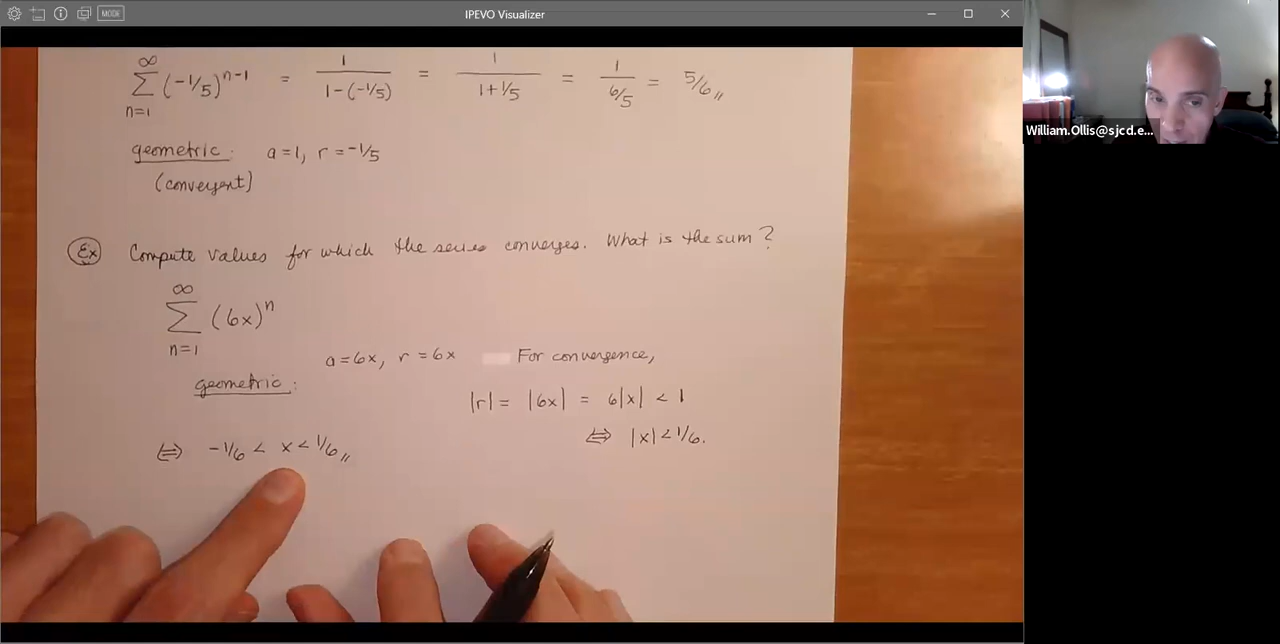 MODE
IPEVO Visualizer
∞
∑ (-1/5)^{n-1} = 1/(1-(-1/5)) = 1/(1+1/5) = 1/(6/5) = 5/6 ,,
n=1
geometric: a=1, r=-1/5
(convergent)
Ex Compute values for which the series converges. What is the sum?
∞
∑ (6x)^n
n=1
a=6x, r=6x For convergence,
geometric:
|r| = |6x| = 6|x| < 1
⇔ |x| < 1/6.
⇔ -1/6 < x < 1/6 ,,
William.Ollis@sjcd.e...